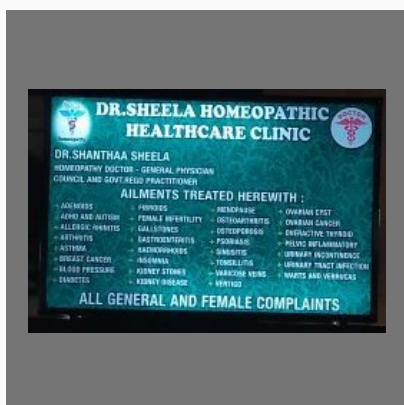 DR.SHEELA HOMEOPATHIC
HEALTHCARE CLINIC
DOCTOR
DR.SHANTHAA SHEELA
HOMEOPATHY DOCTOR - GENERAL PHYSICIAN
COUNCIL AND GOVT.REGD PRACTITIONER
AILMENTS TREATED HEREWITH :
+ ADENOIDS
+ ADHD AND AUTISM
+ ALLERGIC RHINITIS
+ ARTHRITIS
+ ASTHMA
+ BREAST CANCER
+ BLOOD PRESSURE
+ DIABETES
+ FIBROIDS
+ FEMALE INFERTILITY
+ GALLSTONES
+ GASTROENTERITIS
+ HAEMORRHOIDS
+ INSOMNIA
+ KIDNEY STONES
+ KIDNEY DISEASE
+ MENOPAUSE
+ OSTEOARTHRITIS
+ OSTEOPOROSIS
+ PSORIASIS
+ SINUSITIS
+ TONSILLITIS
+ VARICOSE VEINS
+ VERTIGO
+ OVARIAN CYST
+ OVARIAN CANCER
+ OVERACTIVE THYROID
+ PELVIC INFLAMMATORY
+ URINARY INCONTINENCE
+ URINARY TRACT INFECTION
+ WARTS AND VERRUCAS
ALL GENERAL AND FEMALE COMPLAINTS